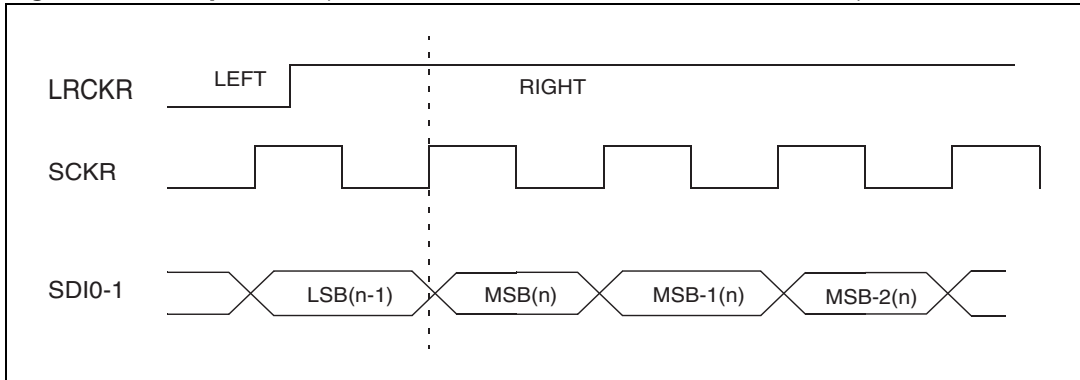 LRCKR
LEFT
RIGHT
SCKR
SDI0-1
LSB(n-1)
MSB(n)
MSB-1(n)
MSB-2(n)